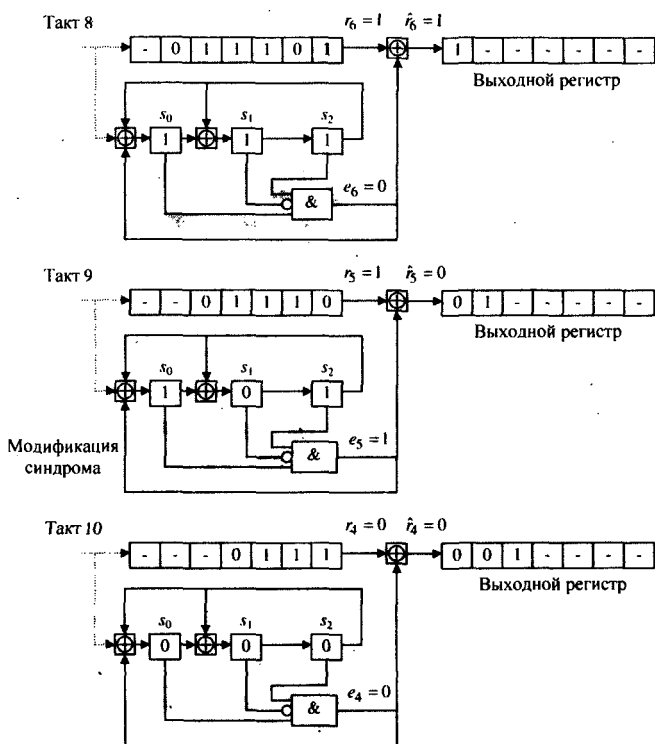 Такт 8
r₆ = 1 r̂₆ = 1
- 0 1 1 1 0 1
1 - - - - - -
Выходной регистр
s₀ s₁ s₂
1 1 1
e₆ = 0
&
Такт 9
r₅ = 1 r̂₅ = 0
- - 0 1 1 1 0
0 1 - - - - -
Выходной регистр
s₀ s₁ s₂
1 0 1
e₅ = 1
&
Модификация
синдрома
Такт 10
r₄ = 0 r̂₄ = 0
- - - 0 1 1 1
0 0 1 - - - -
Выходной регистр
s₀ s₁ s₂
0 0 0
e₄ = 0
&